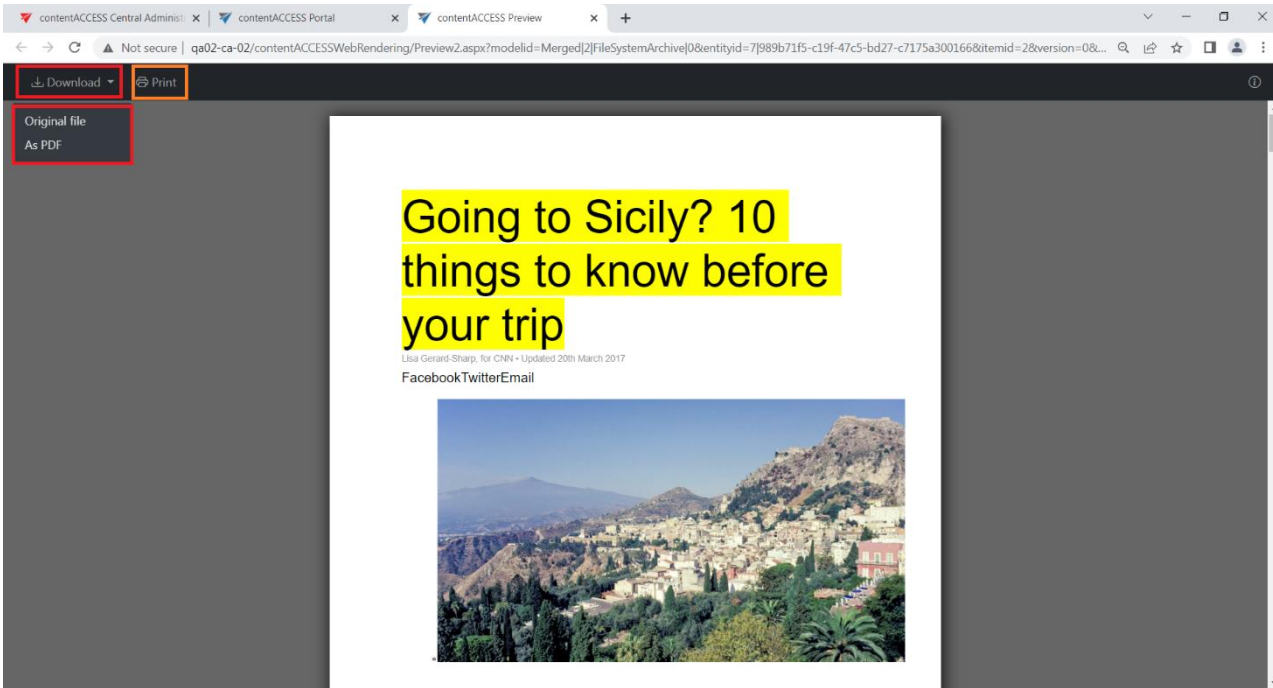 contentACCESS Central Administ
contentACCESS Portal
contentACCESS Preview
Not secure | qa02-ca-02/contentACCESSWebRendering/Preview2.aspx?modelid=Merged|2|FileSystemArchive|0&entityid=7|989b71f5-c19f-47c5-bd27-c7175a300166&itemid=2&version=0&...
Download
Print
Original file
As PDF
Going to Sicily? 10
things to know before
your trip
Lisa Gerard-Sharp, for CNN • Updated 20th March 2017
FacebookTwitterEmail